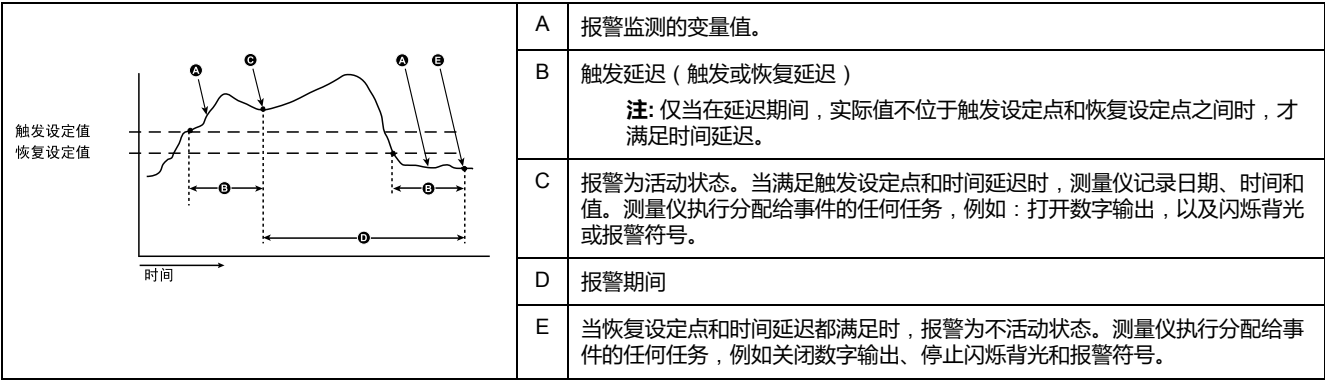 A
C
A
E
触发设定值
恢复设定值
B
B
D
时间
A
报警监测的变量值。
B
触发延迟（触发或恢复延迟）
注: 仅当在延迟期间，实际值不位于触发设定点和恢复设定点之间时，才
满足时间延迟。
C
报警为活动状态。当满足触发设定点和时间延迟时，测量仪记录日期、时间和
值。测量仪执行分配给事件的任何任务，例如：打开数字输出，以及闪烁背光
或报警符号。
D
报警期间
E
当恢复设定点和时间延迟都满足时，报警为不活动状态。测量仪执行分配给事
件的任何任务，例如关闭数字输出、停止闪烁背光和报警符号。